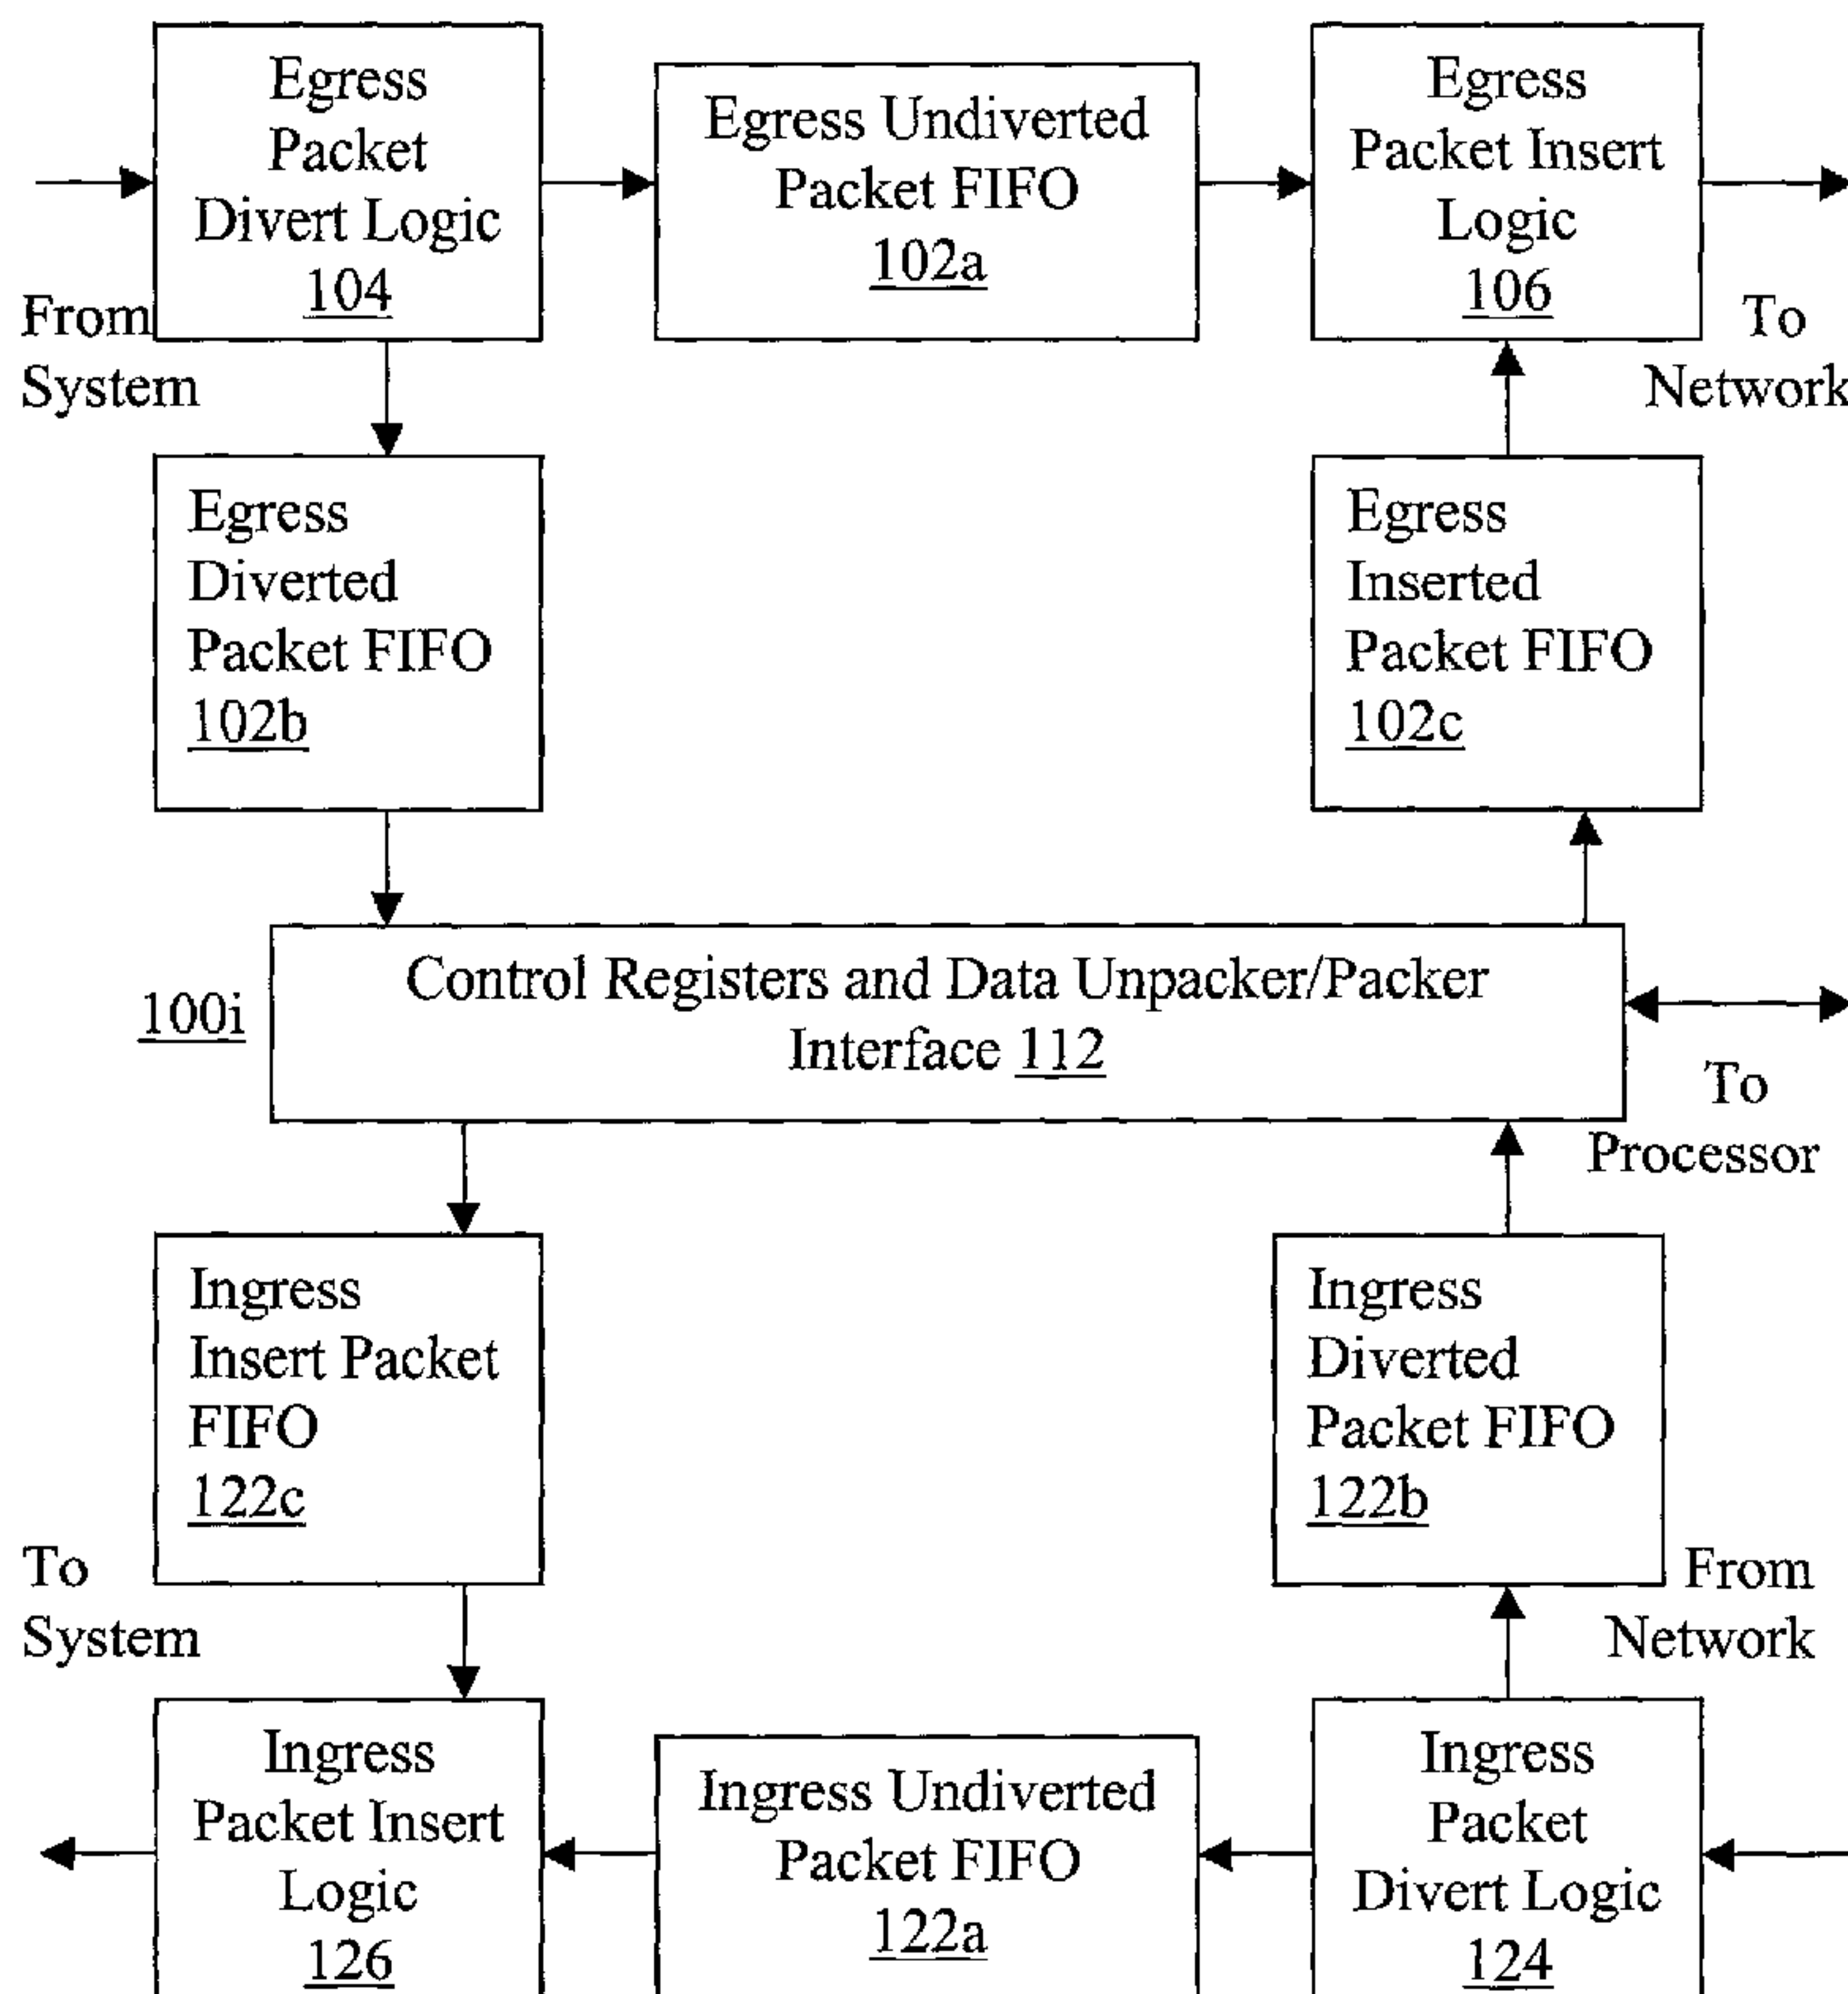 Egress
Packet
Divert Logic
104
Egress Undiverted
Packet FIFO
102a
Egress
Packet Insert
Logic
106
From
System
To
Network
Egress
Diverted
Packet FIFO
102b
Egress
Inserted
Packet FIFO
102c
100i
Control Registers and Data Unpacker/Packer
Interface 112
To
Processor
Ingress
Insert Packet
FIFO
122c
Ingress
Diverted
Packet FIFO
122b
To
System
From
Network
Ingress
Packet Insert
Logic
126
Ingress Undiverted
Packet FIFO
122a
Ingress
Packet
Divert Logic
124